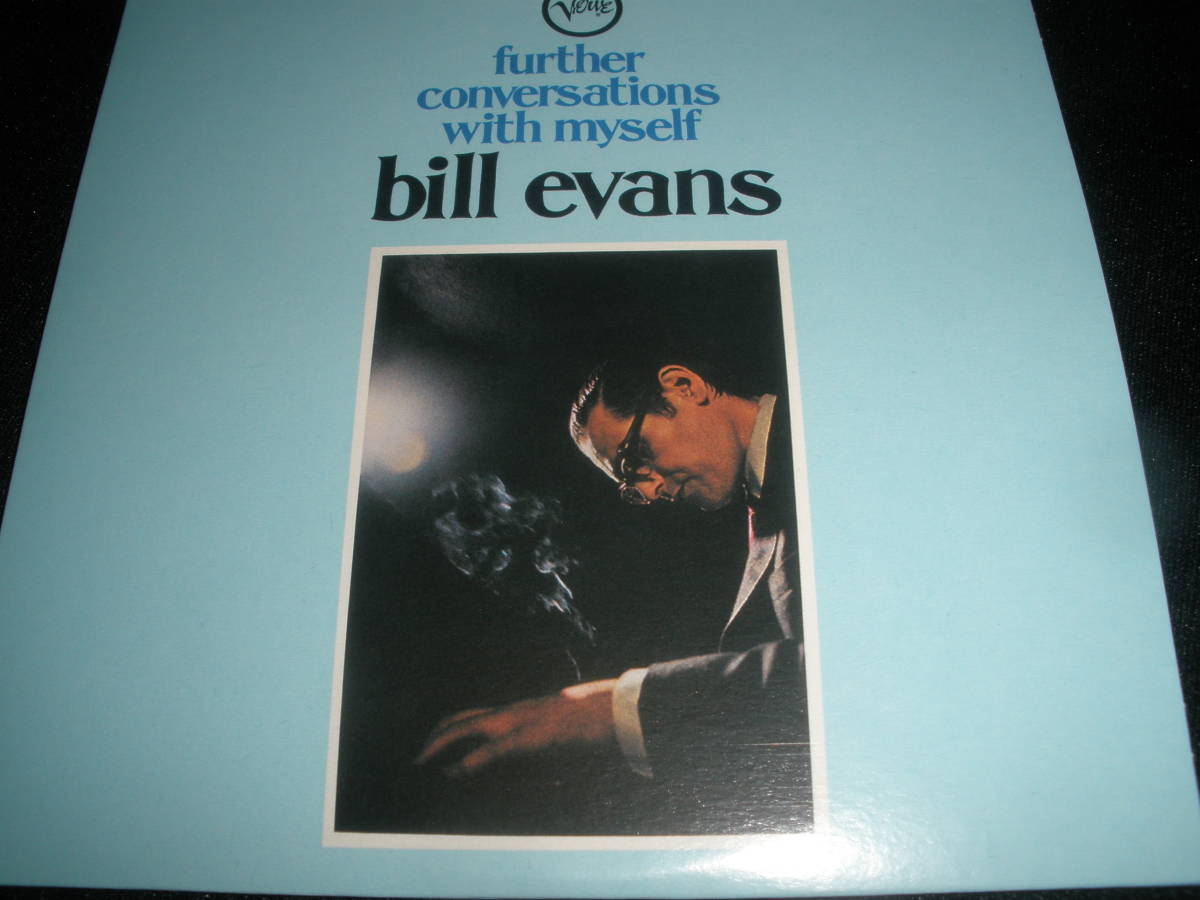 Verve
further
conversations
with myself
bill evans